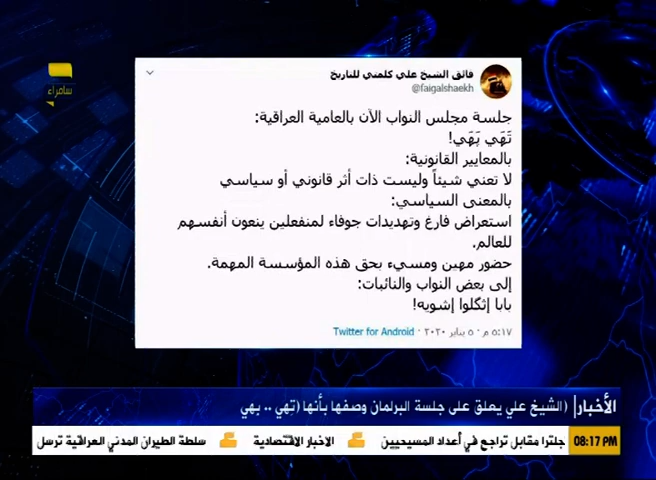 سامراء
فائق الشيخ علي كلمتي للتاريخ
@faigalshaekh
جلسة مجلس النواب الآن بالعامية العراقية:
تَهَي بَهَي!
بالمعايير القانونية:
لا تعني شيئاً وليست ذات أثر قانوني أو سياسي
بالمعنى السياسي:
استعراض فارغ وتهديدات جوفاء لمنفعلين ينعون أنفسهم
للعالم.
حضور مهين ومسيء بحق هذه المؤسسة المهمة.
إلى بعض النواب والنائبات:
بابا إثگلوا إشويه!
٥:١٧ م · ٥ يناير ٢٠٢٠ · Twitter for Android
الأخبار| (الشيخ علي يعلق على جلسة البرلمان وصفها بأنها (تهي .. بهي
08:17 PM جلترا مقابل تراجع في أعداد المسيحيين الاخبار الاقتصادية سلطة الطيران المدني العراقية ترسل